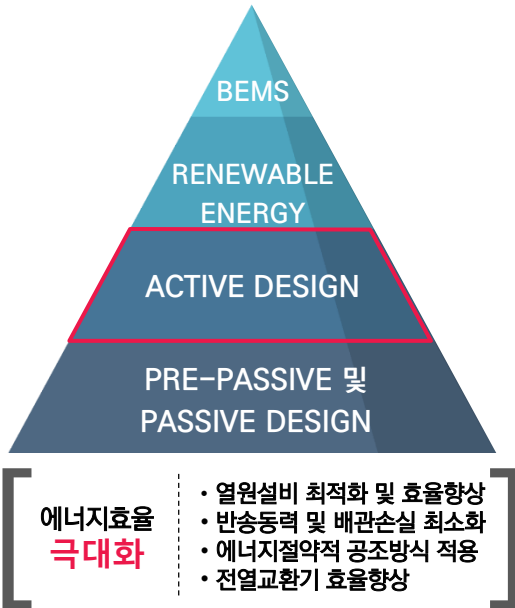 BEMS
RENEWABLE
ENERGY
ACTIVE DESIGN
PRE-PASSIVE 및
PASSIVE DESIGN
에너지효율
극대화
• 열원설비 최적화 및 효율향상
• 반송동력 및 배관손실 최소화
• 에너지절약적 공조방식 적용
• 전열교환기 효율향상